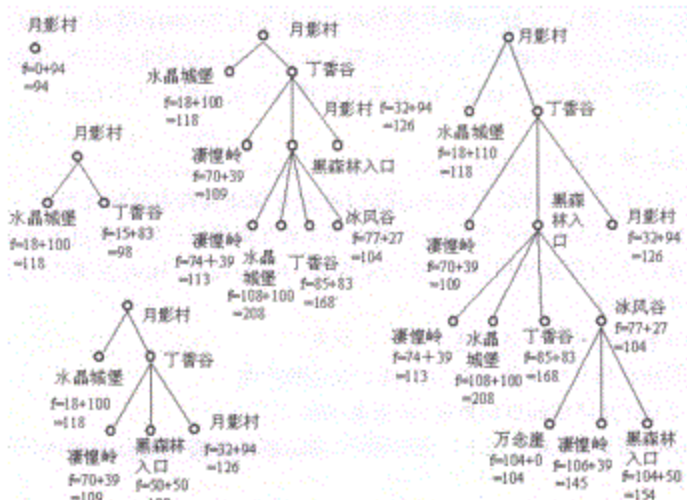 月影村
f=0+94
=94
月影村
水晶城堡
f=18+100
=118
丁香谷
f=15+83
=98
月影村
水晶城堡
f=18+100
=118
丁香谷
凄惶岭
f=70+39
=109
黑森林
入口
f=50+50
月影村
f=32+94
=126
月影村
水晶城堡
f=18+100
=118
丁香谷
月影村 f=32+94
=126
凄惶岭
f=70+39
=109
黑森林入口
凄惶岭
f=74+39
=113
水晶
城堡
f=108+100
=208
丁香谷
f=85+83
=168
冰风谷
f=77+27
=104
月影村
水晶城堡
f=18+110
=118
丁香谷
凄惶岭
f=70+39
=109
黑森
林入
口
月影村
f=32+94
=126
凄惶岭
f=74+39
=113
水晶
城堡
f=108+100
=208
丁香谷
f=85+83
=168
冰风谷
f=77+27
=104
万念崖
f=104+0
=104
凄惶岭
f=106+39
=145
黑森林
入口
f=104+50
=154